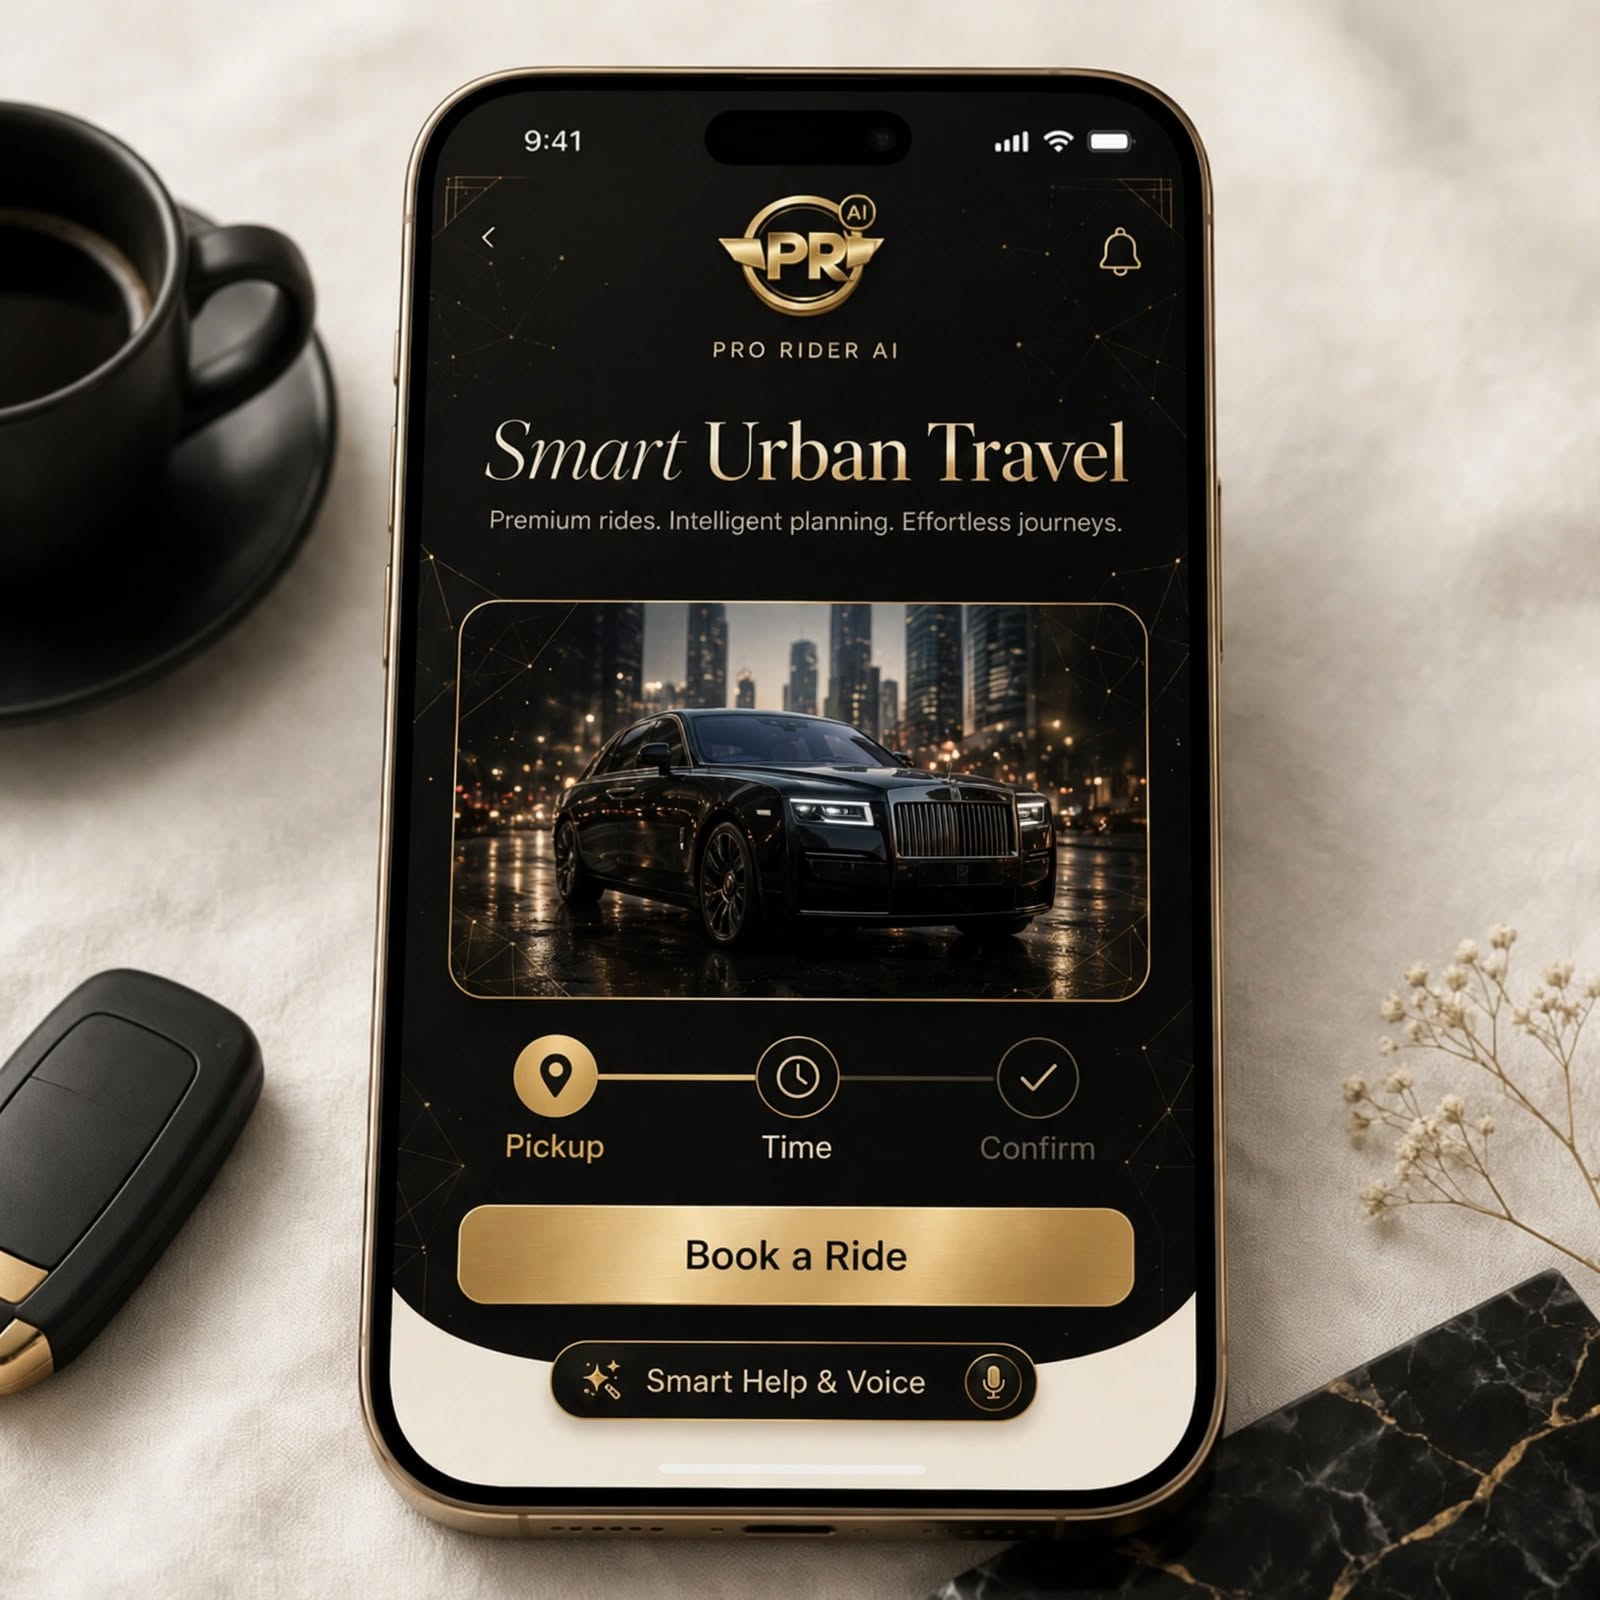 9:41
AI
PR
PRO RIDER AI
Smart Urban Travel
Premium rides. Intelligent planning. Effortless journeys.
Pickup
Time
Confirm
Book a Ride
Smart Help & Voice